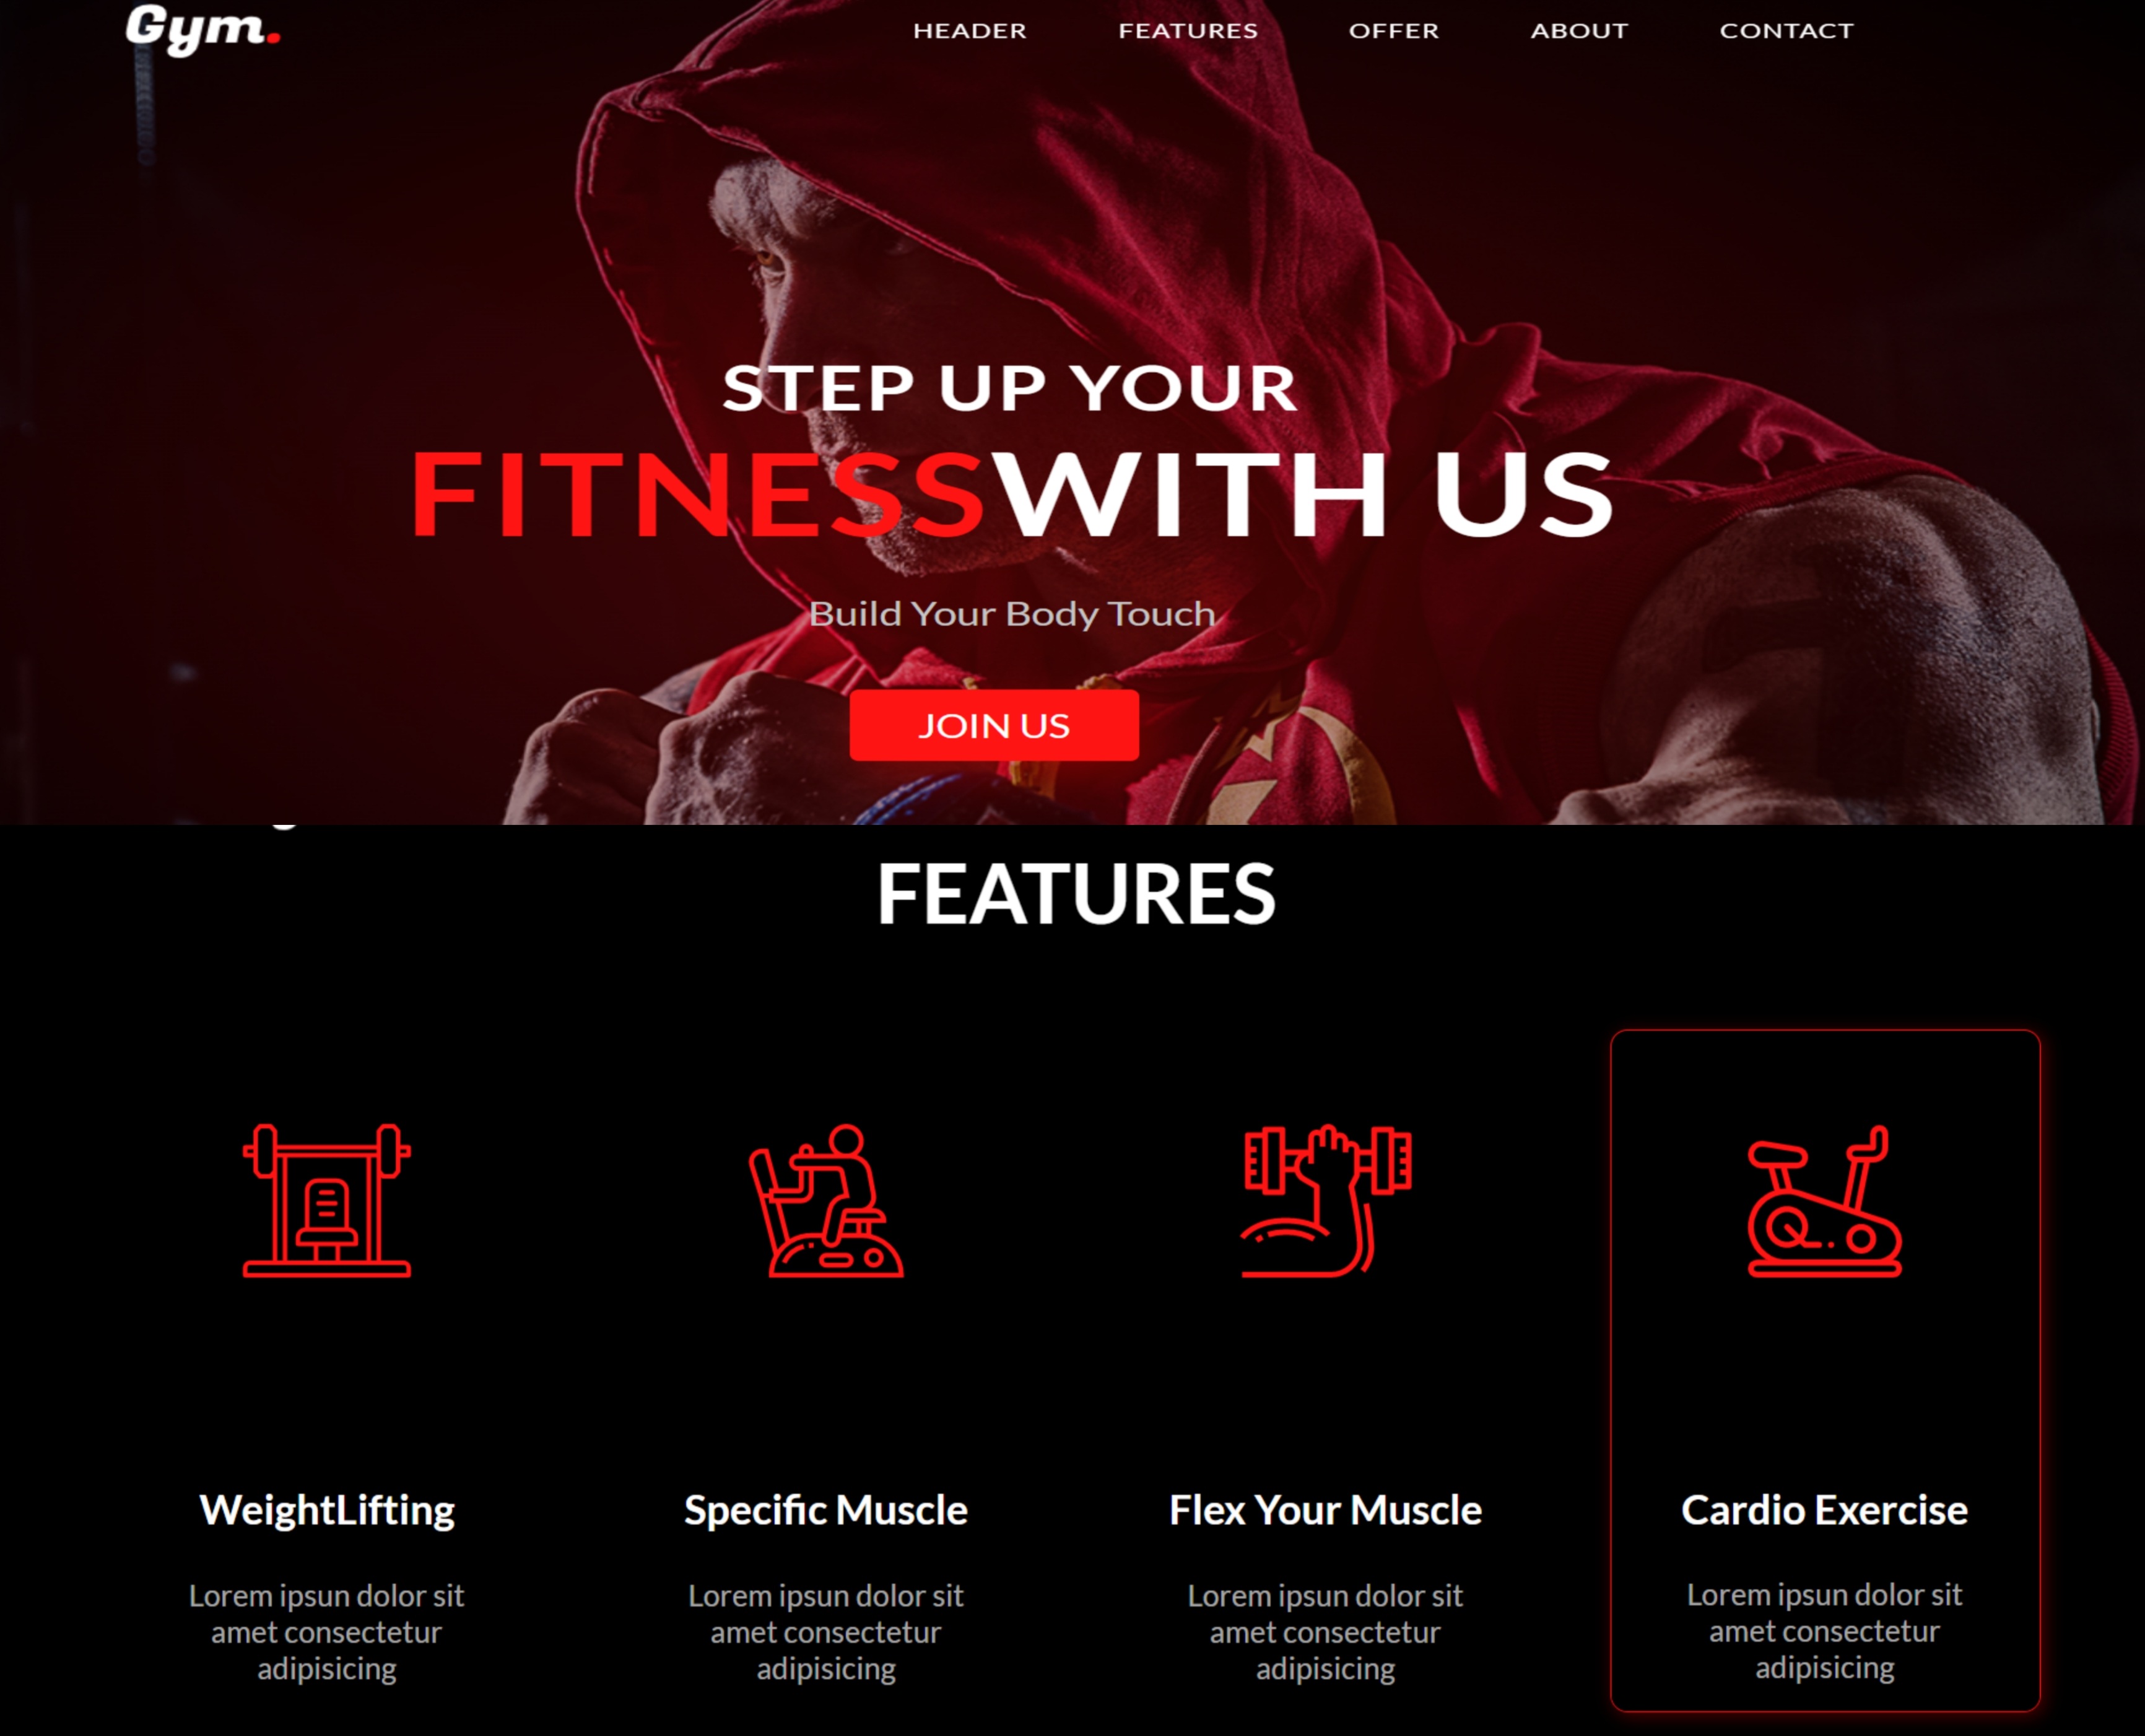 Gym.
HEADER FEATURES OFFER ABOUT CONTACT
STEP UP YOUR
FITNESSWITH US
Build Your Body Touch
JOIN US
FEATURES
WeightLifting
Lorem ipsun dolor sit
amet consectetur
adipisicing
Specific Muscle
Lorem ipsun dolor sit
amet consectetur
adipisicing
Flex Your Muscle
Lorem ipsun dolor sit
amet consectetur
adipisicing
Cardio Exercise
Lorem ipsun dolor sit
amet consectetur
adipisicing